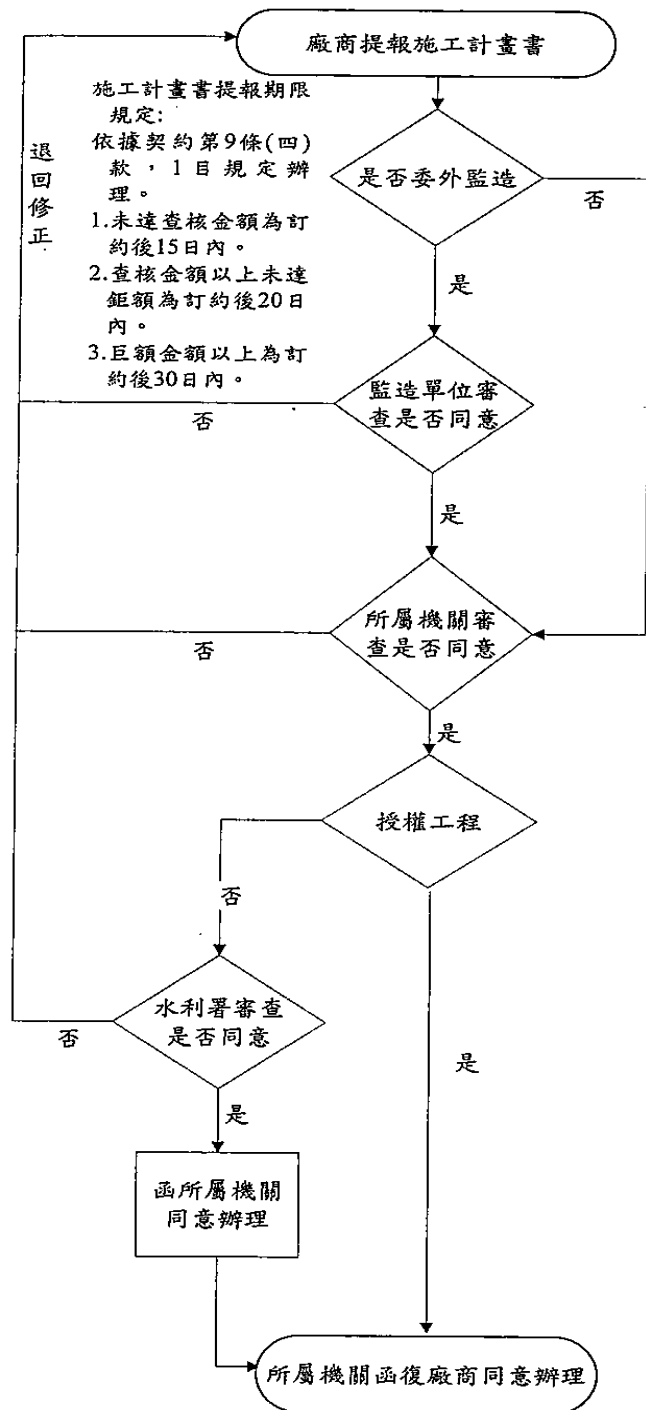 廠商提報施工計畫書
施工計畫書提報期限
規定:
依據契約第9條(四)
款,1目規定辦
理。
1.未達查核金額為訂
約後15日內。
2.查核金額以上未達
鉅額為訂約後20日
內。
3.巨額金額以上為訂
約後30日內。
退回修正
是否委外監造
否
是
監造單位審
查是否同意
否
是
所屬機關審
查是否同意
否
是
授權工程
否
水利署審查
是否同意
否
是
是
函所屬機關
同意辦理
所屬機關函復廠商同意辦理